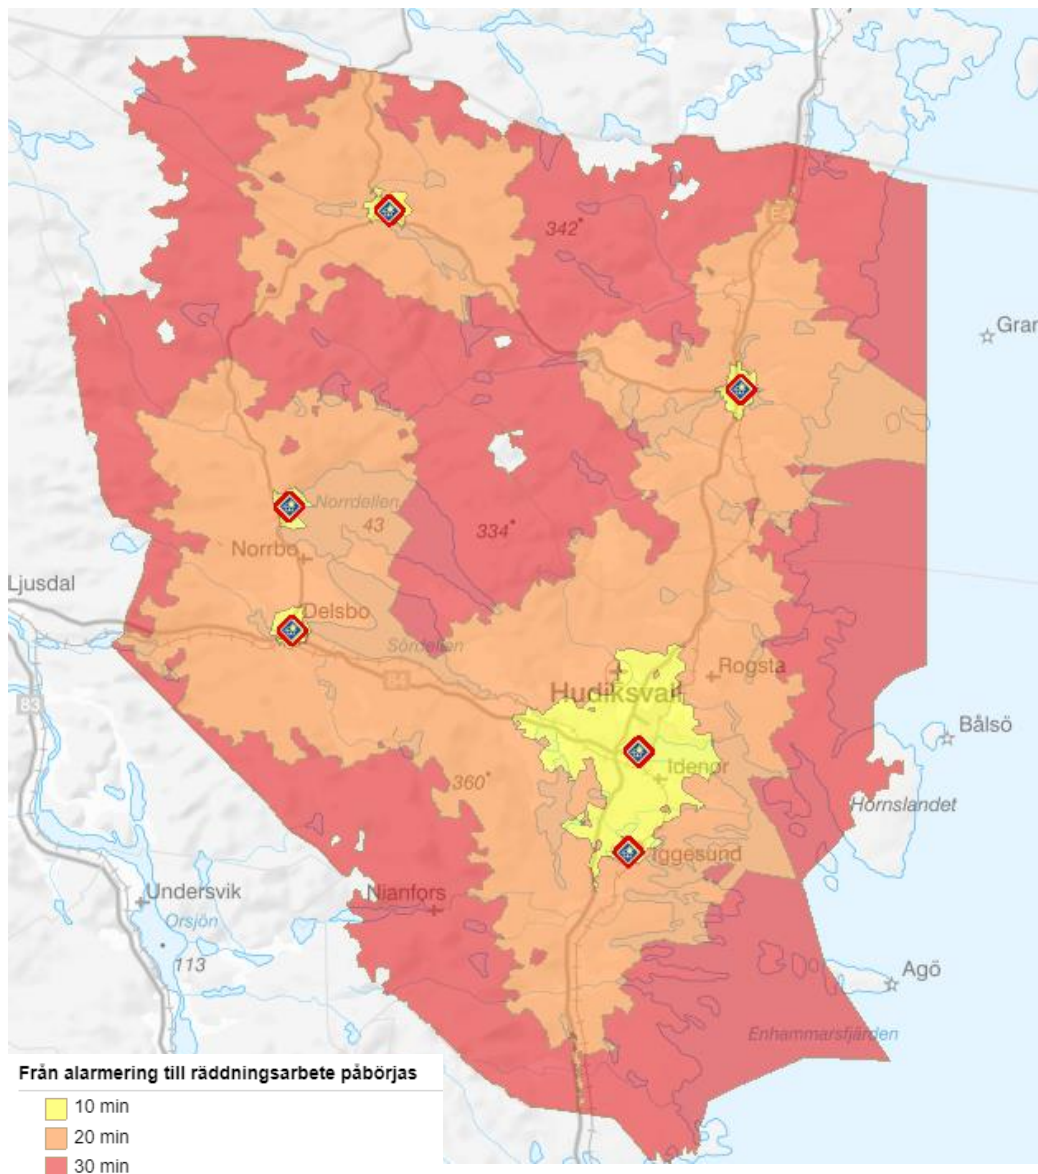 E4
342
Gran
Norrdellen
43
334
Norrbo
Ljusdal
Delsbo
Sördellen
84
Rogsta
Hudiksvall
83
Bålsö
Idenor
360
Hornslandet
Iggesund
Undersvik
Nianfors
Orsjön
113
Agö
Enhammarsfjärden
Från alarmering till räddningsarbete påbörjas
10 min
20 min
30 min